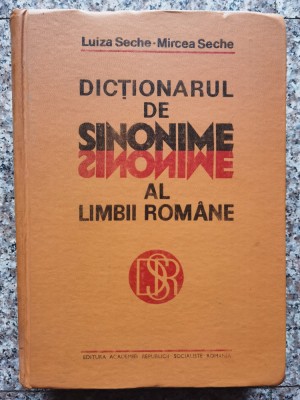 Luiza Seche-Mircea Seche
DICȚIONARUL
DE
SINONIME
SINONIME
AL
LIMBII ROMÂNE
DSR
EDITURA ACADEMIEI REPUBLICII SOCIALISTE ROMÂNIA